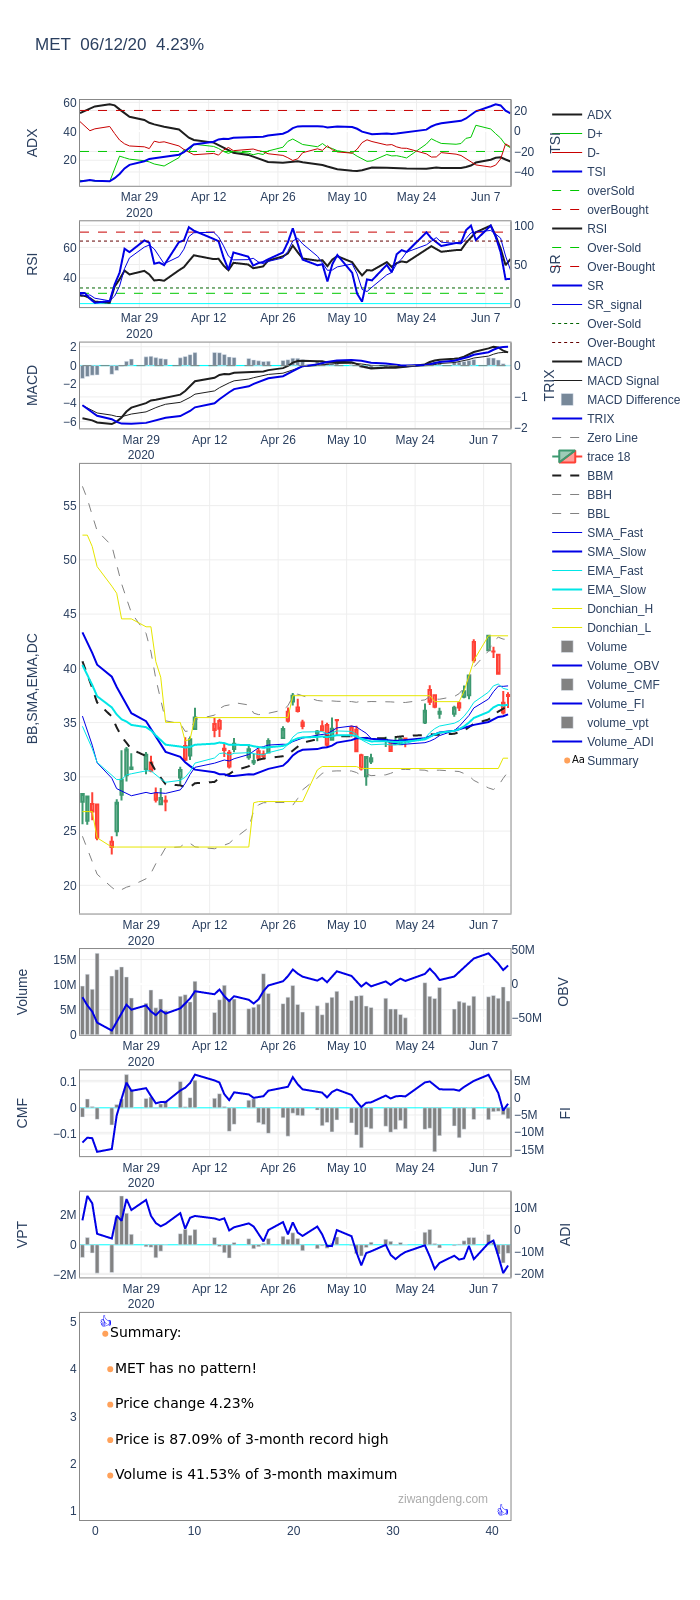 MET  06/12/20  4.23%
60
40
20
ADX
20
0
−20
−40
TSI
Mar 29
2020
Apr 12
Apr 26
May 10
May 24
Jun 7
60
40
RSI
100
50
0
SR
Mar 29
2020
Apr 12
Apr 26
May 10
May 24
Jun 7
2
0
−2
−4
−6
MACD
0
−1
−2
TRIX
Mar 29
2020
Apr 12
Apr 26
May 10
May 24
Jun 7
55
50
45
40
35
30
25
20
BB,SMA,EMA,DC
Mar 29
2020
Apr 12
Apr 26
May 10
May 24
Jun 7
15M
10M
5M
0
Volume
50M
0
−50M
OBV
Mar 29
2020
Apr 12
Apr 26
May 10
May 24
Jun 7
0.1
0
−0.1
CMF
5M
0
−5M
−10M
−15M
FI
Mar 29
2020
Apr 12
Apr 26
May 10
May 24
Jun 7
2M
0
−2M
VPT
10M
0
−10M
−20M
ADI
Mar 29
2020
Apr 12
Apr 26
May 10
May 24
Jun 7
5
4
3
2
1
👍
Summary:
MET has no pattern!
Price change 4.23%
Price is 87.09% of 3-month record high
Volume is 41.53% of 3-month maximum
ziwangdeng.com
👍
0
10
20
30
40
ADX
D+
D-
TSI
overSold
overBought
RSI
Over-Sold
Over-Bought
SR
SR_signal
Over-Sold
Over-Bought
MACD
MACD Signal
MACD Difference
TRIX
Zero Line
trace 18
BBM
BBH
BBL
SMA_Fast
SMA_Slow
EMA_Fast
EMA_Slow
Donchian_H
Donchian_L
Volume
Volume_OBV
Volume_CMF
Volume_FI
volume_vpt
Volume_ADI
Aa Summary